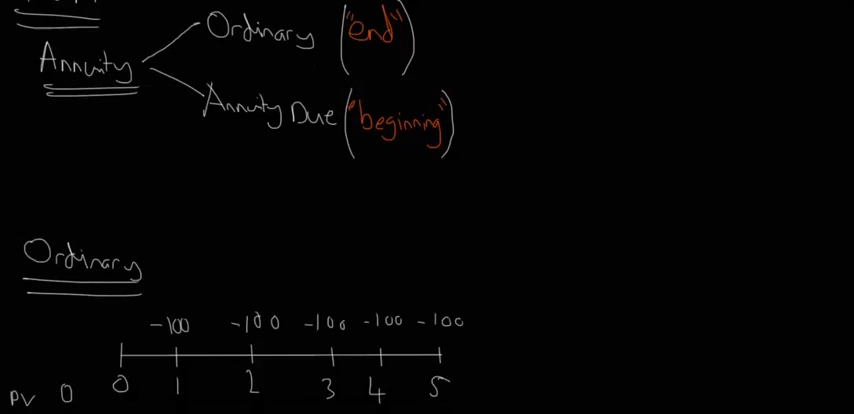 Ordinary ("end")
Annuity
Annuity Due ("beginning")
Ordinary
-100 -100 -100 -100 -100
0 1 2 3 4 5
PV 0